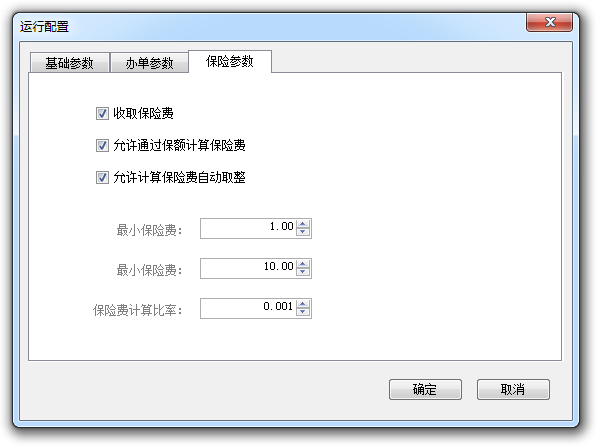 运行配置
基础参数 办单参数 保险参数
收取保险费
允许通过保额计算保险费
允许计算保险费自动取整
最小保险费： 1.00
最小保险费： 10.00
保险费计算比率： 0.001
确定 取消